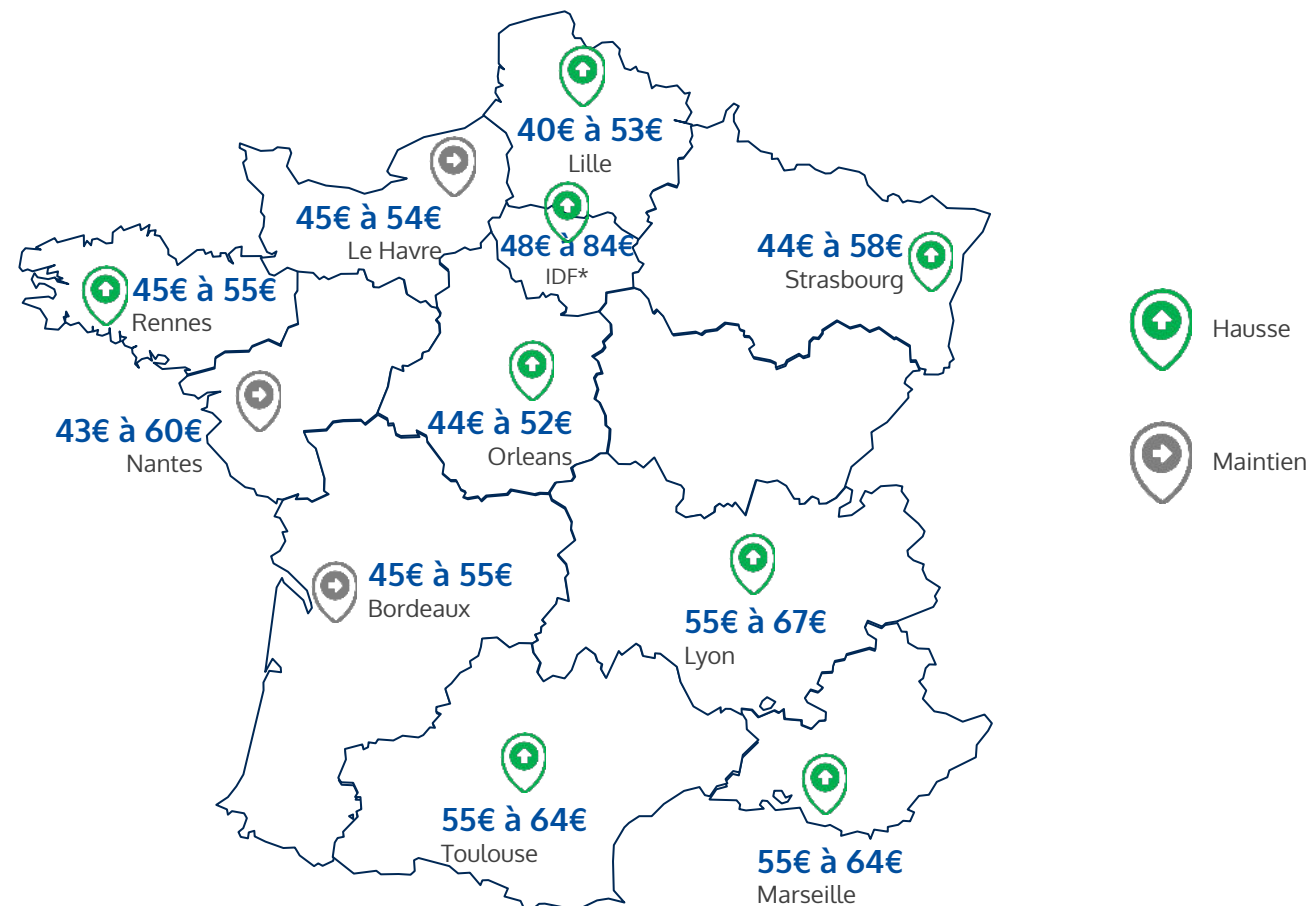 40€ à 53€
Lille
45€ à 54€
Le Havre
48€ à 84€
IDF*
44€ à 58€
Strasbourg
45€ à 55€
Rennes
43€ à 60€
Nantes
44€ à 52€
Orleans
45€ à 55€
Bordeaux
55€ à 67€
Lyon
55€ à 64€
Toulouse
55€ à 64€
Marseille
Hausse
Maintien